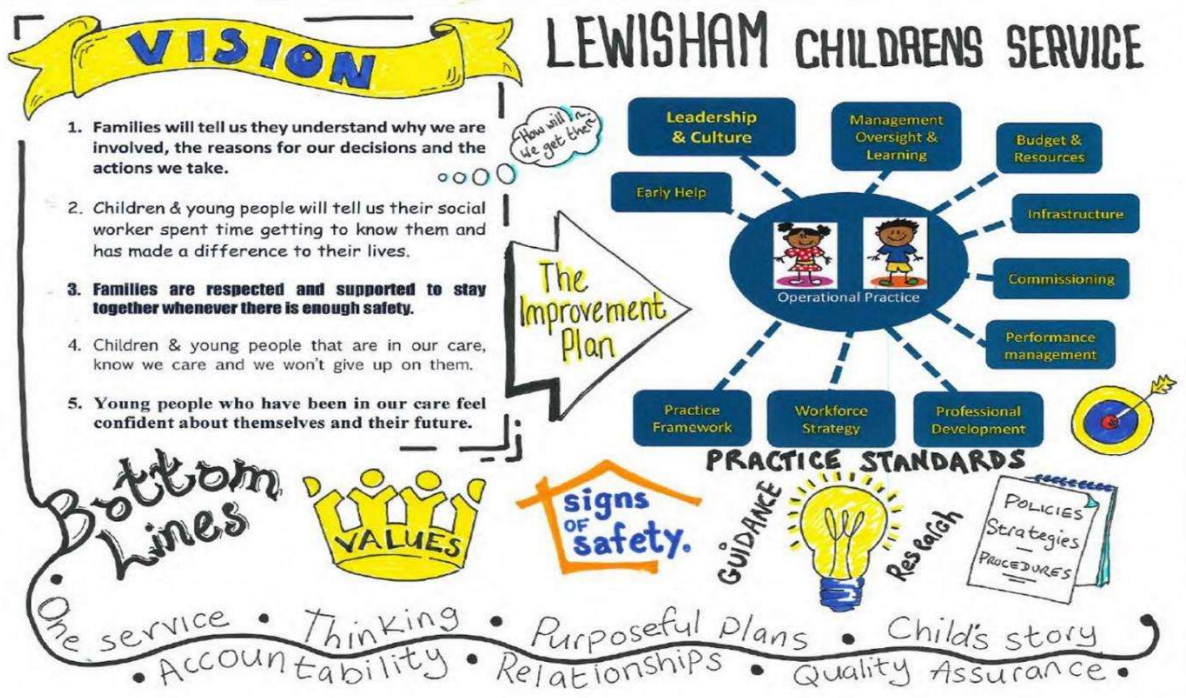 VISION
LEWISHAM CHILDRENS SERVICE
1. Families will tell us they understand why we are
involved, the reasons for our decisions and the
actions we take.
2. Children & young people will tell us their social
worker spent time getting to know them and
has made a difference to their lives.
3. Families are respected and supported to stay
together whenever there is enough safety.
4. Children & young people that are in our care,
know we care and we won't give up on them.
5. Young people who have been in our care feel
confident about themselves and their future.
How will
we get there
The
Improvement
Plan
Leadership
& Culture
Management
Oversight &
Learning
Budget &
Resources
Early Help
Infrastructure
Commissioning
Operational Practice
Performance
management
Practice
Framework
Workforce
Strategy
Professional
Development
Bottom
Lines
VALUES
signs
OF
safety.
PRACTICE STANDARDS
GUIDANCE
Research
POLICIES
Strategies
PROCEDURES
• One service • Thinking • Purposeful plans • Child's story
• Accountability • Relationships • Quality Assurance •